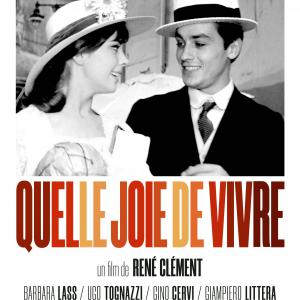 QUELLE JOIE DE VIVRE
un film de RENÉ CLÉMENT
BARBARA LASS / UGO TOGNAZZI / GINO CERVI / GIAMPIERO LITTERA